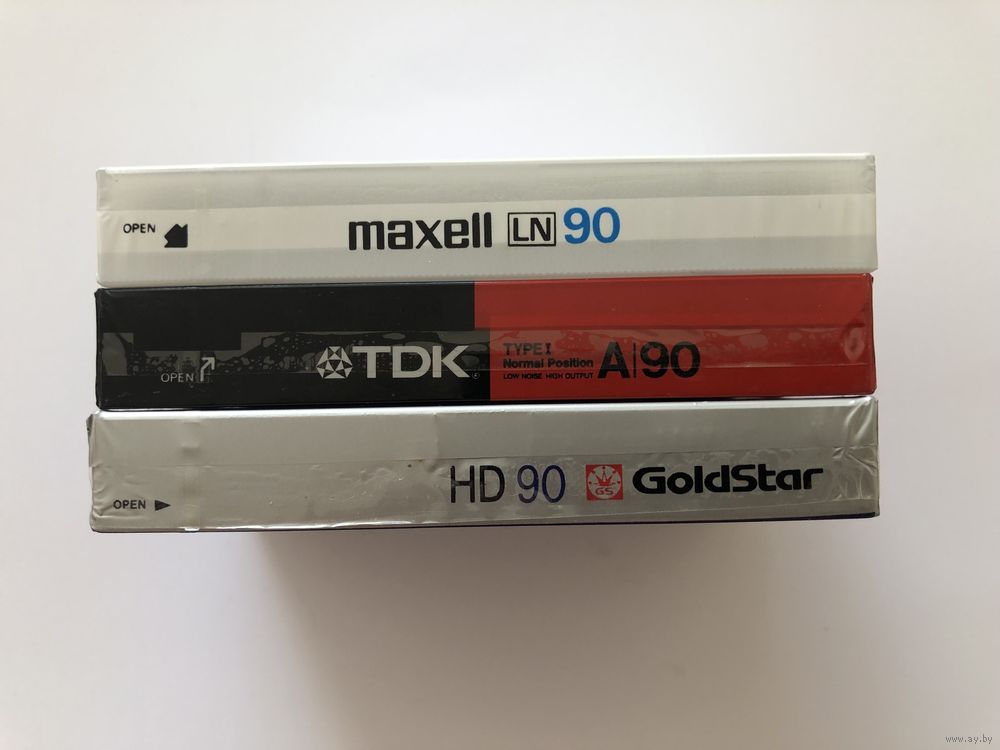 OPEN maxell LN 90
OPEN TDK TYPE I A|90
Normal Position
LOW NOISE HIGH OUTPUT
OPEN HD 90 GS GoldStar
www.ay.by